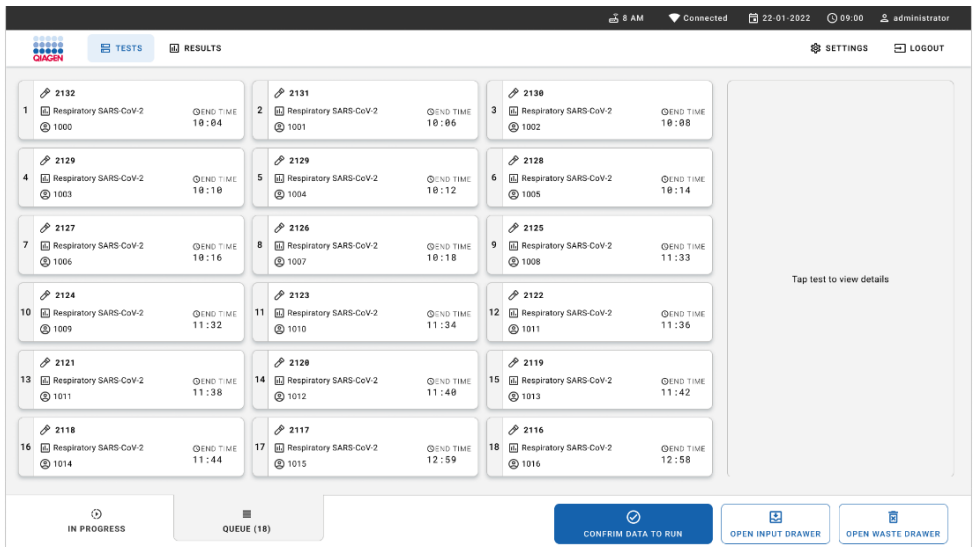 8 AM Connected 22-01-2022 09:00 administrator
QIAGEN TESTS RESULTS SETTINGS LOGOUT
1 2132 Respiratory SARS-CoV-2 1000 END TIME 10:04
2 2131 Respiratory SARS-CoV-2 1001 END TIME 10:06
3 2130 Respiratory SARS-CoV-2 1002 END TIME 10:08
4 2129 Respiratory SARS-CoV-2 1003 END TIME 10:10
5 2129 Respiratory SARS-CoV-2 1004 END TIME 10:12
6 2128 Respiratory SARS-CoV-2 1005 END TIME 10:14
7 2127 Respiratory SARS-CoV-2 1006 END TIME 10:16
8 2126 Respiratory SARS-CoV-2 1007 END TIME 10:18
9 2125 Respiratory SARS-CoV-2 1008 END TIME 11:33
10 2124 Respiratory SARS-CoV-2 1009 END TIME 11:32
11 2123 Respiratory SARS-CoV-2 1010 END TIME 11:34
12 2122 Respiratory SARS-CoV-2 1011 END TIME 11:36
13 2121 Respiratory SARS-CoV-2 1011 END TIME 11:38
14 2120 Respiratory SARS-CoV-2 1012 END TIME 11:40
15 2119 Respiratory SARS-CoV-2 1013 END TIME 11:42
16 2118 Respiratory SARS-CoV-2 1014 END TIME 11:44
17 2117 Respiratory SARS-CoV-2 1015 END TIME 12:59
18 2116 Respiratory SARS-CoV-2 1016 END TIME 12:58
Tap test to view details
IN PROGRESS QUEUE (18) CONFRIM DATA TO RUN OPEN INPUT DRAWER OPEN WASTE DRAWER